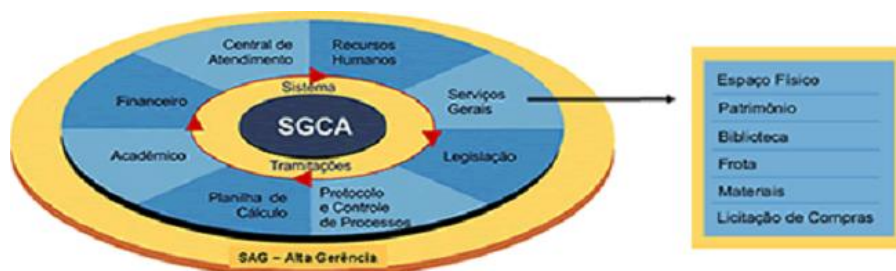 Central de
Atendimento
Recursos
Humanos
Financeiro
Sistema
Serviços
Gerais
SGCA
Acadêmico
Tramitações
Legislação
Planilha de
Cálculo
Protocolo
e Controle
de Processos
SAG – Alta Gerência
Espaço Físico
Patrimônio
Biblioteca
Frota
Materiais
Licitação de Compras